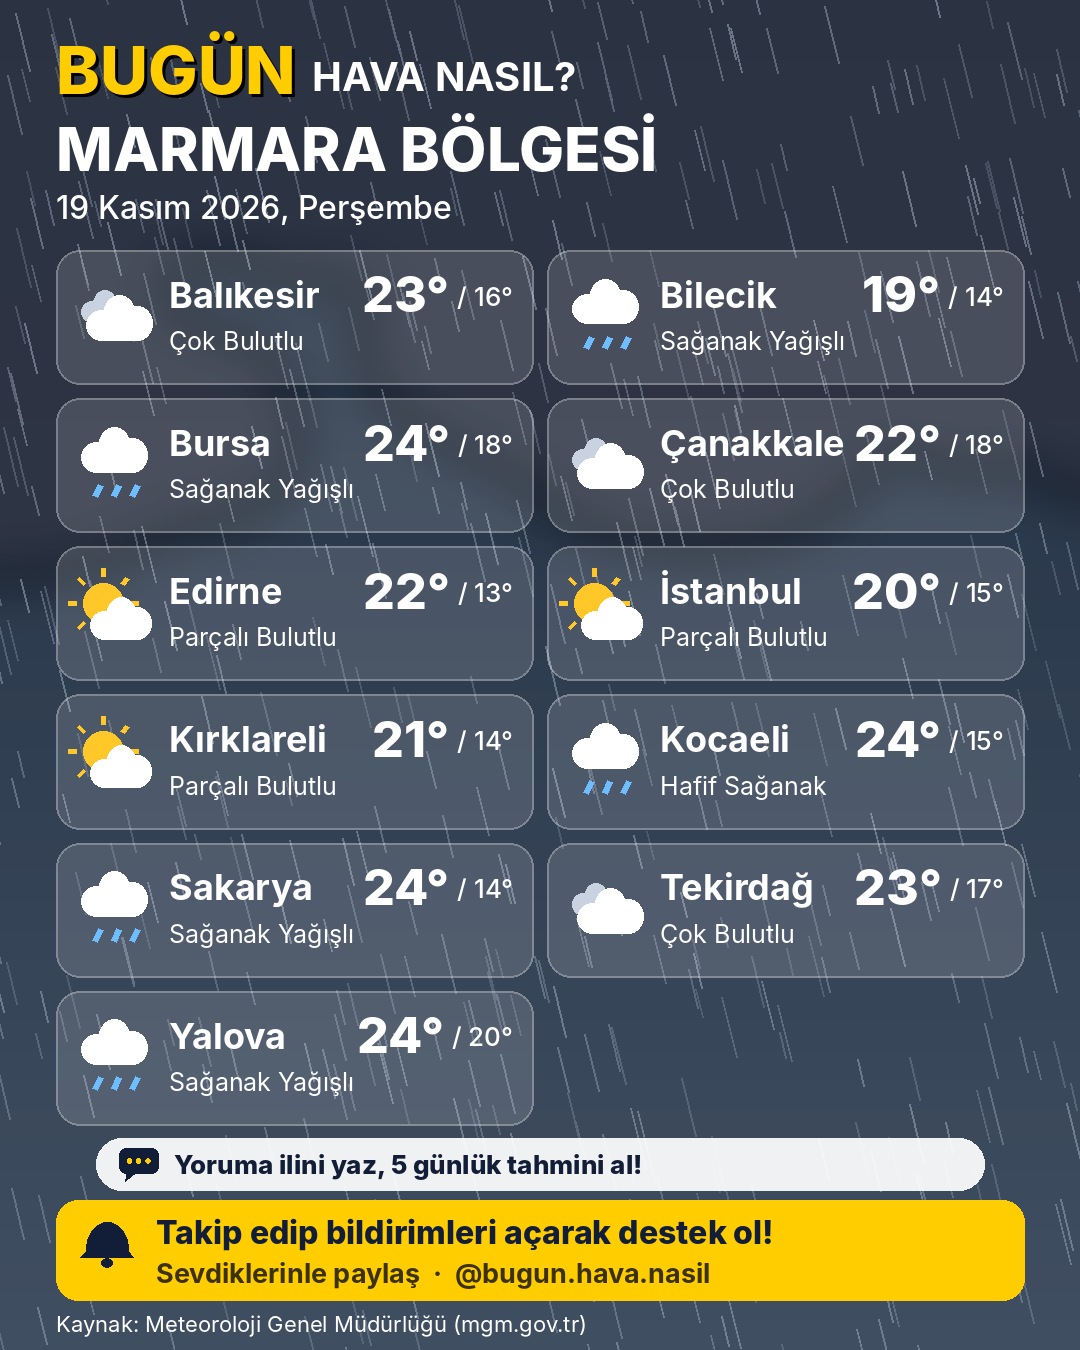 BUGÜN HAVA NASIL?
MARMARA BÖLGESİ
19 Kasım 2026, Perşembe
Balıkesir 23° / 16°
Çok Bulutlu
Bilecik 19° / 14°
Sağanak Yağışlı
Bursa 24° / 18°
Sağanak Yağışlı
Çanakkale 22° / 18°
Çok Bulutlu
Edirne 22° / 13°
Parçalı Bulutlu
İstanbul 20° / 15°
Parçalı Bulutlu
Kırklareli 21° / 14°
Parçalı Bulutlu
Kocaeli 24° / 15°
Hafif Sağanak
Sakarya 24° / 14°
Sağanak Yağışlı
Tekirdağ 23° / 17°
Çok Bulutlu
Yalova 24° / 20°
Sağanak Yağışlı
Yoruma ilini yaz, 5 günlük tahmini al!
Takip edip bildirimleri açarak destek ol!
Sevdiklerinle paylaş · @bugun.hava.nasil
Kaynak: Meteoroloji Genel Müdürlüğü (mgm.gov.tr)